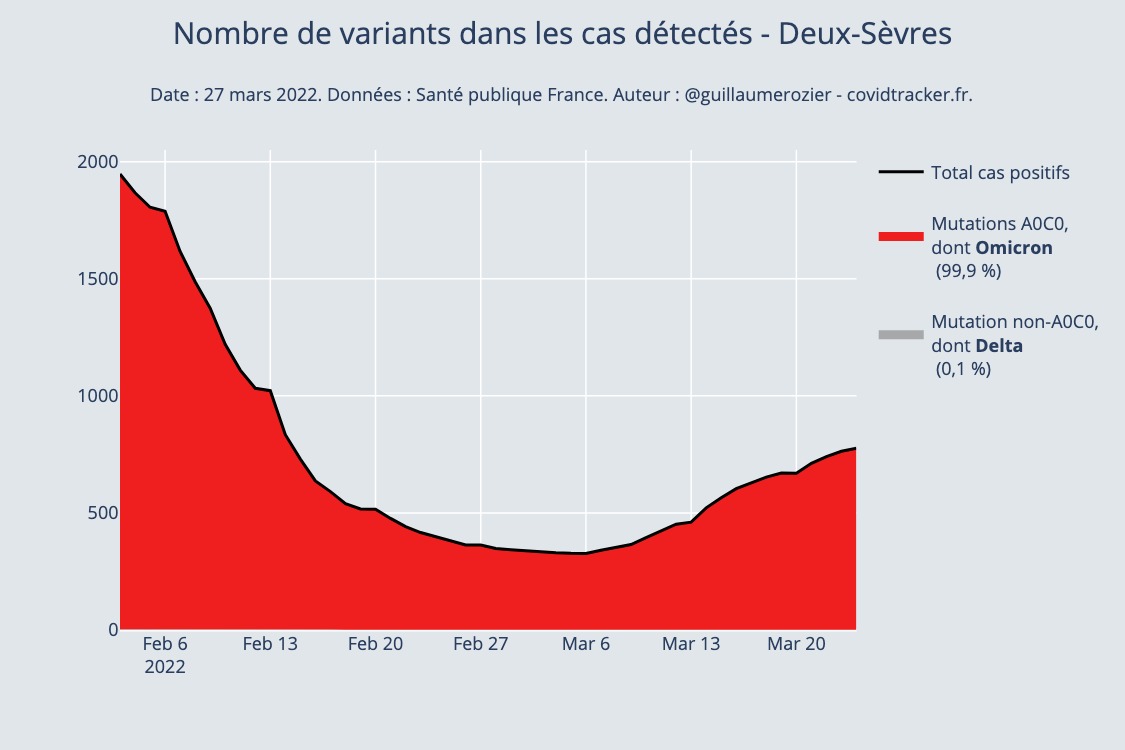 Nombre de variants dans les cas détectés - Deux-Sèvres
Date : 27 mars 2022. Données : Santé publique France. Auteur : @guillaumerozier - covidtracker.fr.
2000
1500
1000
500
0
Feb 6
2022
Feb 13
Feb 20
Feb 27
Mar 6
Mar 13
Mar 20
Total cas positifs
Mutations A0C0,
dont Omicron
(99,9 %)
Mutation non-A0C0,
dont Delta
(0,1 %)